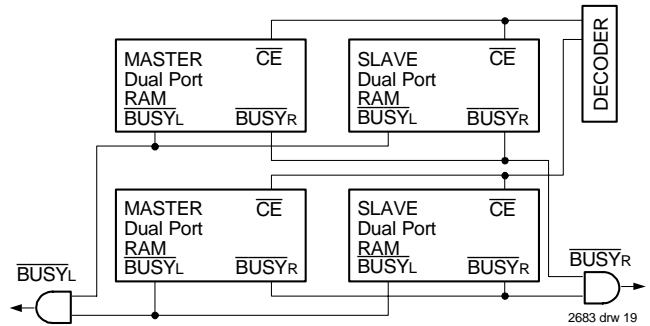 MASTER
Dual Port
RAM
BUSYL
CE
BUSYR
SLAVE
Dual Port
RAM
BUSYL
CE
BUSYR
DECODER
MASTER
Dual Port
RAM
BUSYL
CE
BUSYR
SLAVE
Dual Port
RAM
BUSYL
CE
BUSYR
BUSYL
BUSYR
2683 drw 19